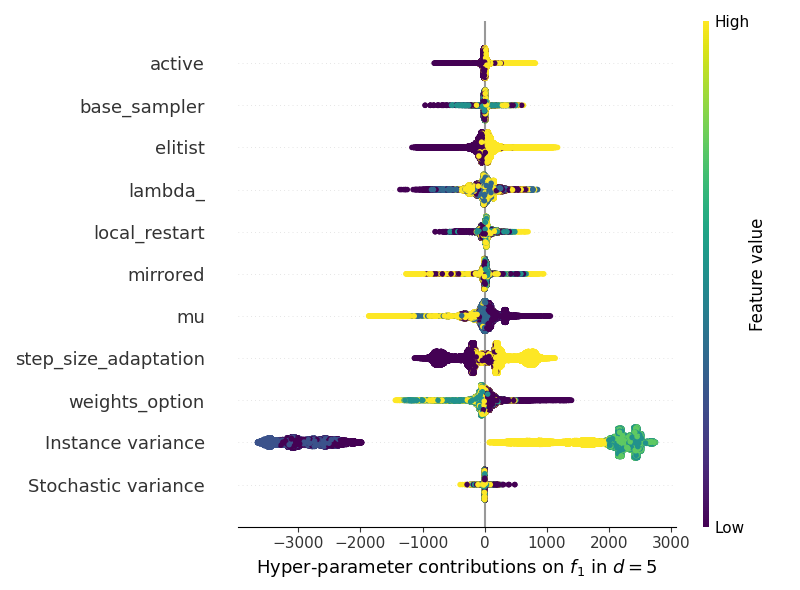 High
active
base_sampler
elitist
lambda_
local_restart
mirrored
mu
step_size_adaptation
weights_option
Instance variance
Stochastic variance
Feature value
Low
−3000 −2000 −1000 0 1000 2000 3000
Hyper-parameter contributions on f₁ in d = 5